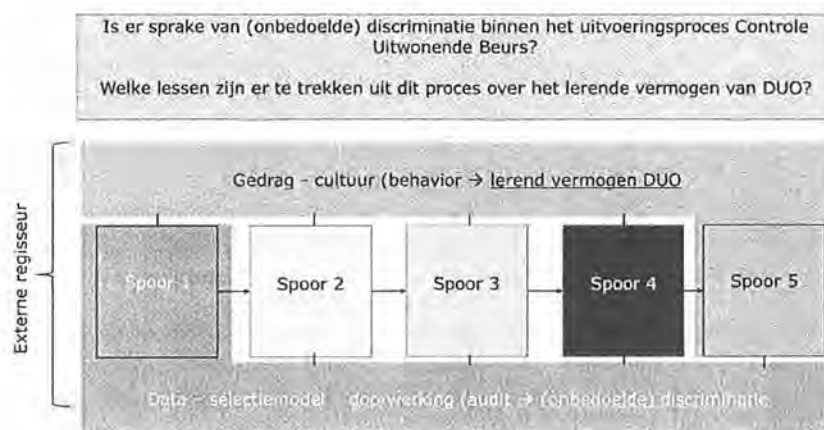 Is er sprake van (onbedoelde) discriminatie binnen het uitvoeringsproces Controle
Uitwonende Beurs?
Welke lessen zijn er te trekken uit dit proces over het lerende vermogen van DUO?
Externe regisseur
Gedrag – cultuur (behavior → lerend vermogen DUO
Spoor 1
Spoor 2
Spoor 3
Spoor 4
Spoor 5
Data – selectiemodel – doorwerking (audit → (onbedoelde) discriminatie